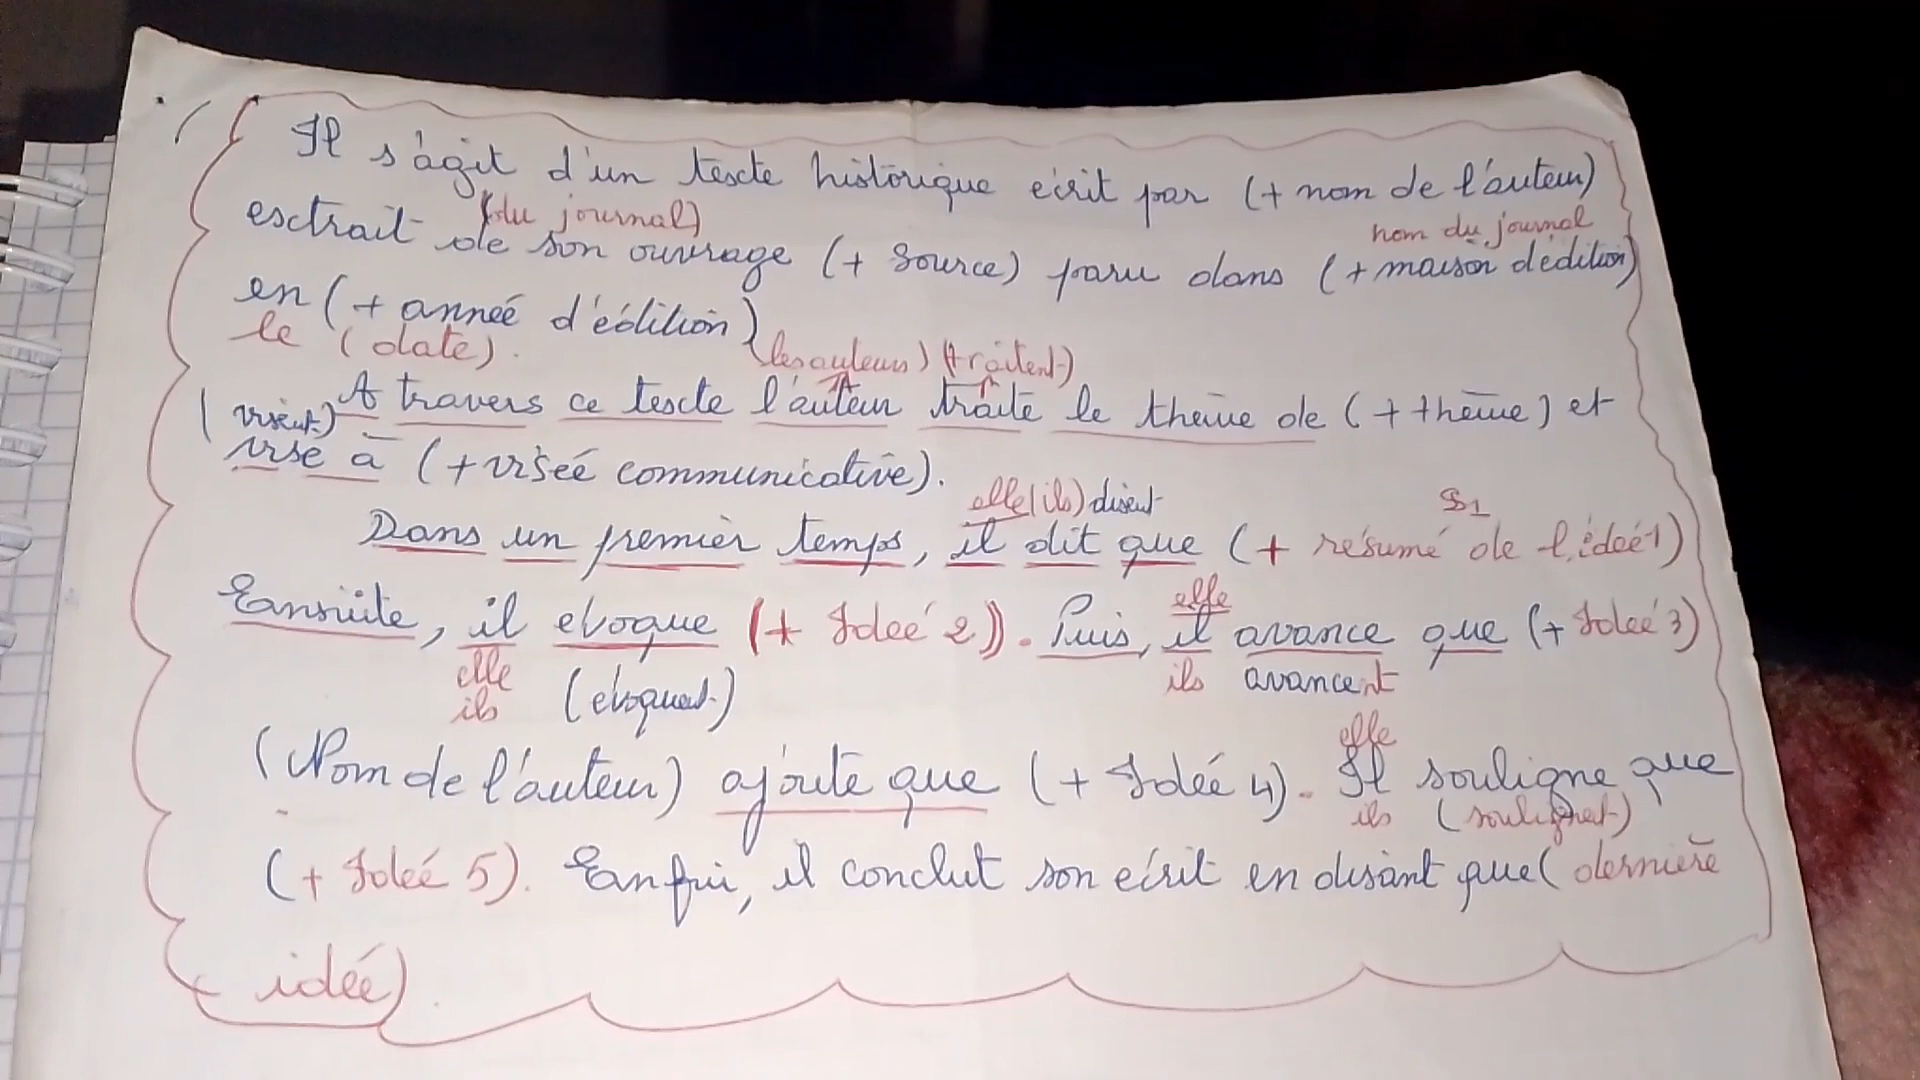 Il s'agit d'un texte historique écrit par (+ nom de l'auteur)
(du journal) nom du journal
extrait de son ouvrage (+ source) paru dans (+ maison d'édition)
en (+ année d'édition)
le (date).
(les auteurs) (traitent)
A travers ce texte l'auteur traite le thème de (+ thème) et
(visent)
vise à (+ visée communicative).
elle (ils) disent S1
Dans un premier temps, il dit que (+ résumé de l'idée 1)
elle
Ensuite, il evoque (+ Idée 2)). Puis, il avance que (+ Idée 3)
elle ils avancent
ils (évoquent)
elle
(Nom de l'auteur) ajoute que (+ Idée 4). Il souligne que
ils (soulignent)
(+ Idée 5). Enfin, il conclut son écrit en disant que (dernière
idée)